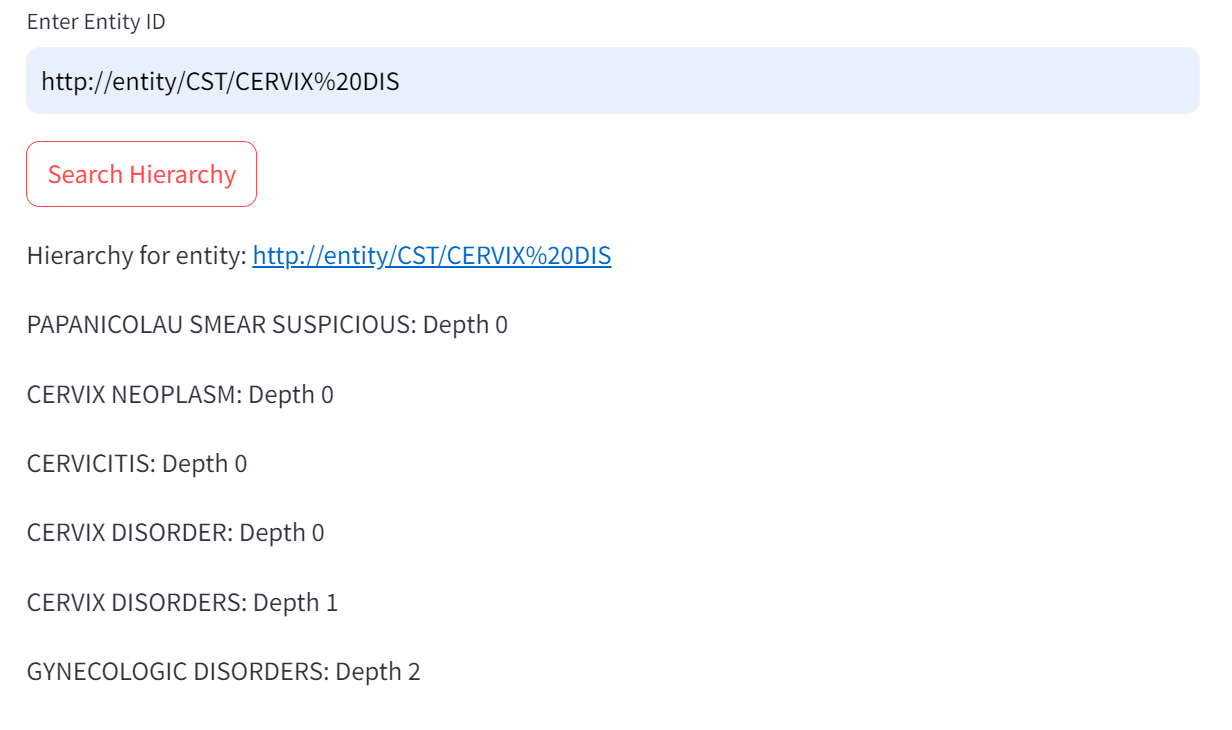 Enter Entity ID
http://entity/CST/CERVIX%20DIS
Search Hierarchy
Hierarchy for entity: http://entity/CST/CERVIX%20DIS
PAPANICOLAU SMEAR SUSPICIOUS: Depth 0
CERVIX NEOPLASM: Depth 0
CERVICITIS: Depth 0
CERVIX DISORDER: Depth 0
CERVIX DISORDERS: Depth 1
GYNECOLOGIC DISORDERS: Depth 2